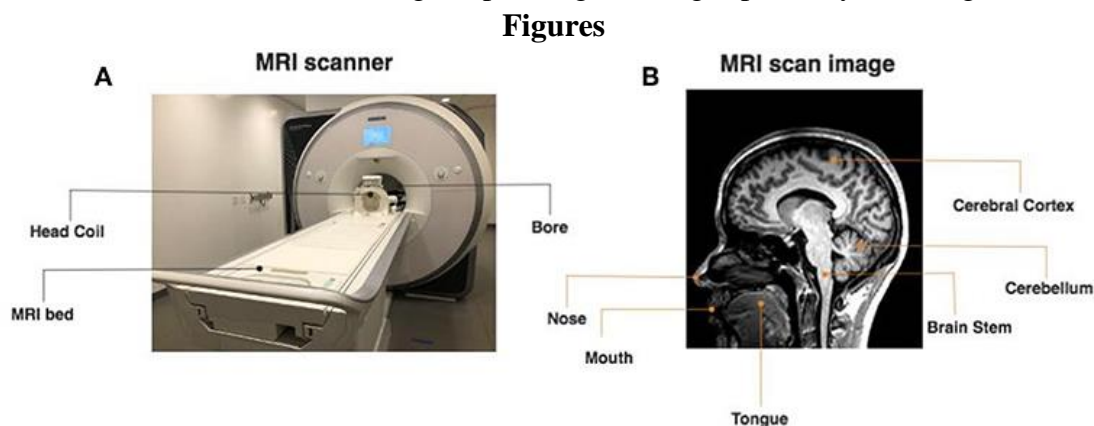 Figures
A
MRI scanner
Head Coil
MRI bed
Bore
B
MRI scan image
Cerebral Cortex
Cerebellum
Brain Stem
Nose
Mouth
Tongue